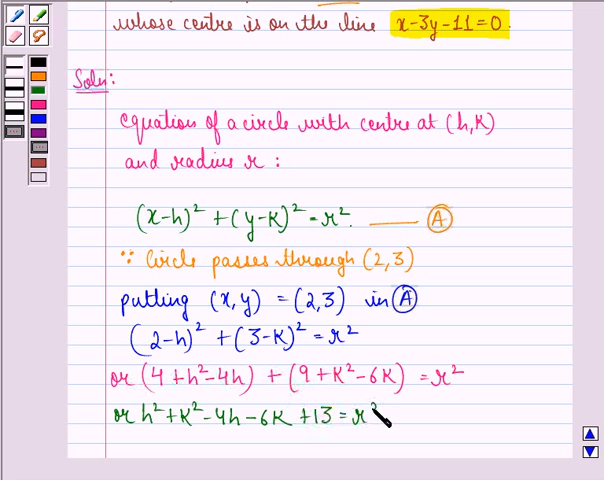 whose centre is on the line x-3y-11=0.
Soln:
equation of a circle with centre at (h,K)
and radius r :
(x-h)² + (y-K)² = r². —— Ⓐ
∵ Circle passes through (2,3)
putting (x,y) = (2,3) in Ⓐ
(2-h)² + (3-K)² = r²
or (4+h²-4h) + (9+K²-6K) = r²
or h²+K²-4h-6K+13=r²